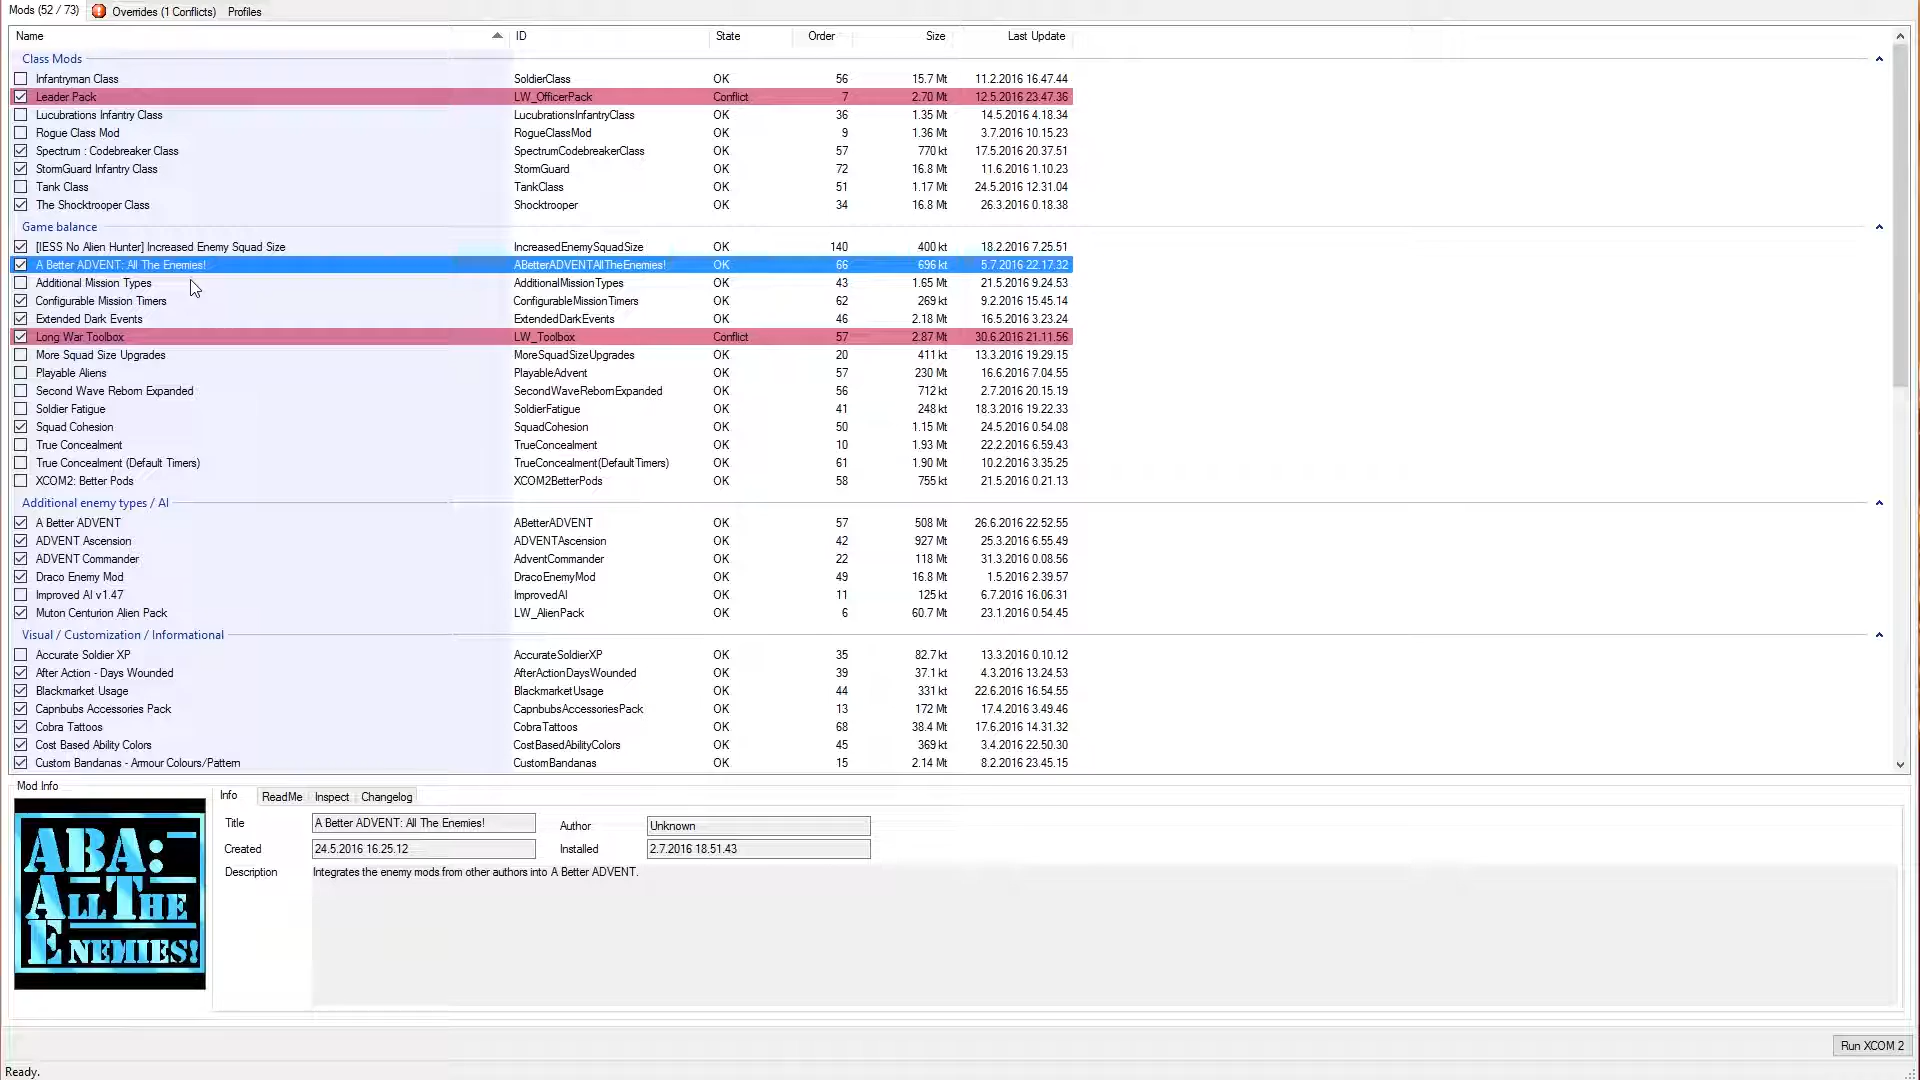 Mods (52 / 73) Overrides (1 Conflicts) Profiles
Name ID State Order Size Last Update
Class Mods
Infantryman Class SoldierClass OK 56 15.7 Mt 11.2.2016 16.47.44
Leader Pack LW_OfficerPack Conflict 7 2.70 Mt 12.5.2016 23.47.36
Lucubrations Infantry Class LucubrationsInfantryClass OK 36 1.35 Mt 14.5.2016 4.18.34
Rogue Class Mod RogueClassMod OK 9 1.36 Mt 3.7.2016 10.15.23
Spectrum : Codebreaker Class SpectrumCodebreakerClass OK 57 770 kt 17.5.2016 20.37.51
StormGuard Infantry Class StormGuard OK 72 16.8 Mt 11.6.2016 1.10.23
Tank Class TankClass OK 51 1.17 Mt 24.5.2016 12.31.04
The Shocktrooper Class Shocktrooper OK 34 16.8 Mt 26.3.2016 0.18.38
Game balance
[IESS No Alien Hunter] Increased Enemy Squad Size IncreasedEnemySquadSize OK 140 400 kt 18.2.2016 7.25.51
A Better ADVENT: All The Enemies! ABetterADVENTAllTheEnemies! OK 66 696 kt 5.7.2016 22.17.32
Additional Mission Types AdditionalMissionTypes OK 43 1.65 Mt 21.5.2016 9.24.53
Configurable Mission Timers ConfigurableMissionTimers OK 62 269 kt 9.2.2016 15.45.14
Extended Dark Events ExtendedDarkEvents OK 46 2.18 Mt 16.5.2016 3.23.24
Long War Toolbox LW_Toolbox Conflict 57 2.87 Mt 30.6.2016 21.11.56
More Squad Size Upgrades MoreSquadSizeUpgrades OK 20 411 kt 13.3.2016 19.29.15
Playable Aliens PlayableAdvent OK 57 230 Mt 16.6.2016 7.04.55
Second Wave Reborn Expanded SecondWaveRebornExpanded OK 56 712 kt 2.7.2016 20.15.19
Soldier Fatigue SoldierFatigue OK 41 248 kt 18.3.2016 19.22.33
Squad Cohesion SquadCohesion OK 50 1.15 Mt 24.5.2016 0.54.08
True Concealment TrueConcealment OK 10 1.93 Mt 22.2.2016 6.59.43
True Concealment (Default Timers) TrueConcealment(DefaultTimers) OK 61 1.90 Mt 10.2.2016 3.35.25
XCOM2: Better Pods XCOM2BetterPods OK 58 755 kt 21.5.2016 0.21.13
Additional enemy types / AI
A Better ADVENT ABetterADVENT OK 57 508 Mt 26.6.2016 22.52.55
ADVENT Ascension ADVENTAscension OK 42 927 Mt 25.3.2016 6.55.49
ADVENT Commander AdventCommander OK 22 118 Mt 31.3.2016 0.08.56
Draco Enemy Mod DracoEnemyMod OK 49 16.8 Mt 1.5.2016 2.39.57
Improved AI v1.47 ImprovedAI OK 11 125 kt 6.7.2016 16.06.31
Muton Centurion Alien Pack LW_AlienPack OK 6 60.7 Mt 23.1.2016 0.54.45
Visual / Customization / Informational
Accurate Soldier XP AccurateSoldierXP OK 35 82.7 kt 13.3.2016 0.10.12
After Action - Days Wounded AfterActionDaysWounded OK 39 37.1 kt 4.3.2016 13.24.53
Blackmarket Usage BlackmarketUsage OK 44 331 kt 22.6.2016 16.54.55
Capnbubs Accessories Pack CapnbubsAccessoriesPack OK 13 172 Mt 17.4.2016 3.49.46
Cobra Tattoos CobraTattoos OK 68 38.4 Mt 17.6.2016 14.31.32
Cost Based Ability Colors CostBasedAbilityColors OK 45 369 kt 3.4.2016 22.50.30
Custom Bandanas - Armour Colours/Pattern CustomBandanas OK 15 2.14 Mt 8.2.2016 23.45.15
Mod Info
ABA:
ALL THE
ENEMIES!
Info ReadMe Inspect Changelog
Title A Better ADVENT: All The Enemies! Author Unknown
Created 24.5.2016 16.25.12 Installed 2.7.2016 18.51.43
Description Integrates the enemy mods from other authors into A Better ADVENT.
Run XCOM 2
Ready.